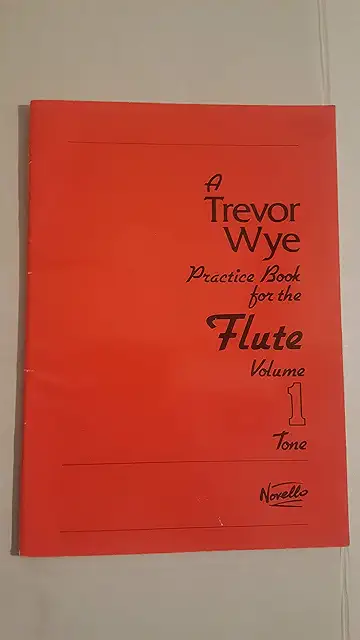 A
Trevor
Wye
Practice Book
for the
Flute
Volume
1
Tone
Novello